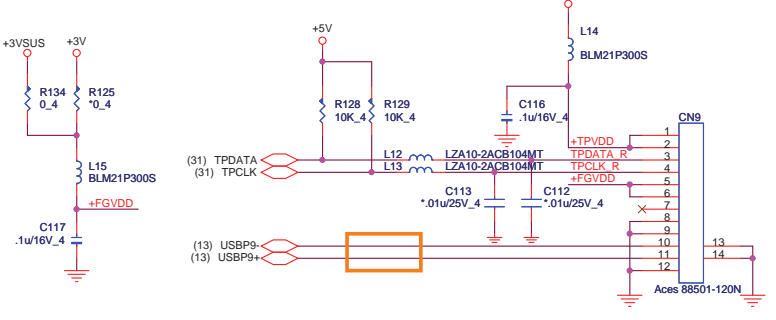 +3VSUS +3V
R134
0_4
R125
*0_4
L15
BLM21P300S
+FGVDD
C117
.1u/16V_4
+5V
R128
10K_4
R129
10K_4
L14
BLM21P300S
C116
.1u/16V_4
CN9
+TPVDD
(31) TPDATA
L12 LZA10-2ACB104MT
TPDATA_R
(31) TPCLK
L13 LZA10-2ACB104MT
TPCLK_R
+FGVDD
C113
*.01u/25V_4
C112
*.01u/25V_4
1
2
3
4
5
6
7
8
9
10
11
12
13
14
(13) USBP9-
(13) USBP9+
Aces 88501-120N